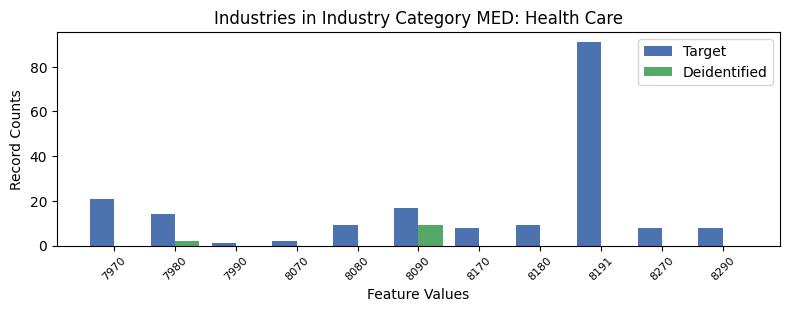 Industries in Industry Category MED: Health Care
Target
Deidentified
Record Counts
80
60
40
20
0
7970 7980 7990 8070 8080 8090 8170 8180 8191 8270 8290
Feature Values